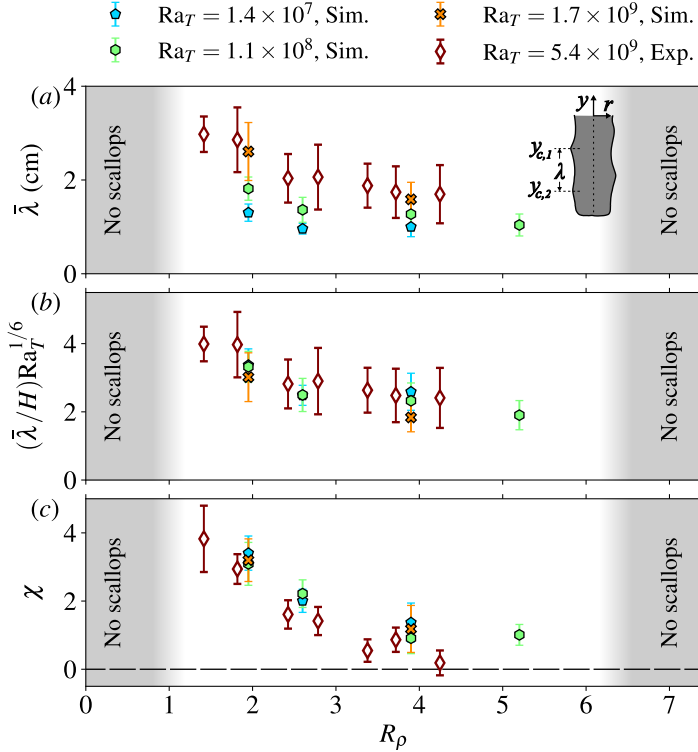 Ra_T = 1.4 × 10^7, Sim.
Ra_T = 1.7 × 10^9, Sim.
Ra_T = 1.1 × 10^8, Sim.
Ra_T = 5.4 × 10^9, Exp.
(a)
4
2
0
λ̄ (cm)
No scallops
No scallops
y
r
y_{c,1}
λ
y_{c,2}
(b)
4
2
0
(λ̄/H)Ra_T^{1/6}
No scallops
No scallops
(c)
4
2
0
χ
No scallops
No scallops
0 1 2 3 4 5 6 7
R_ρ